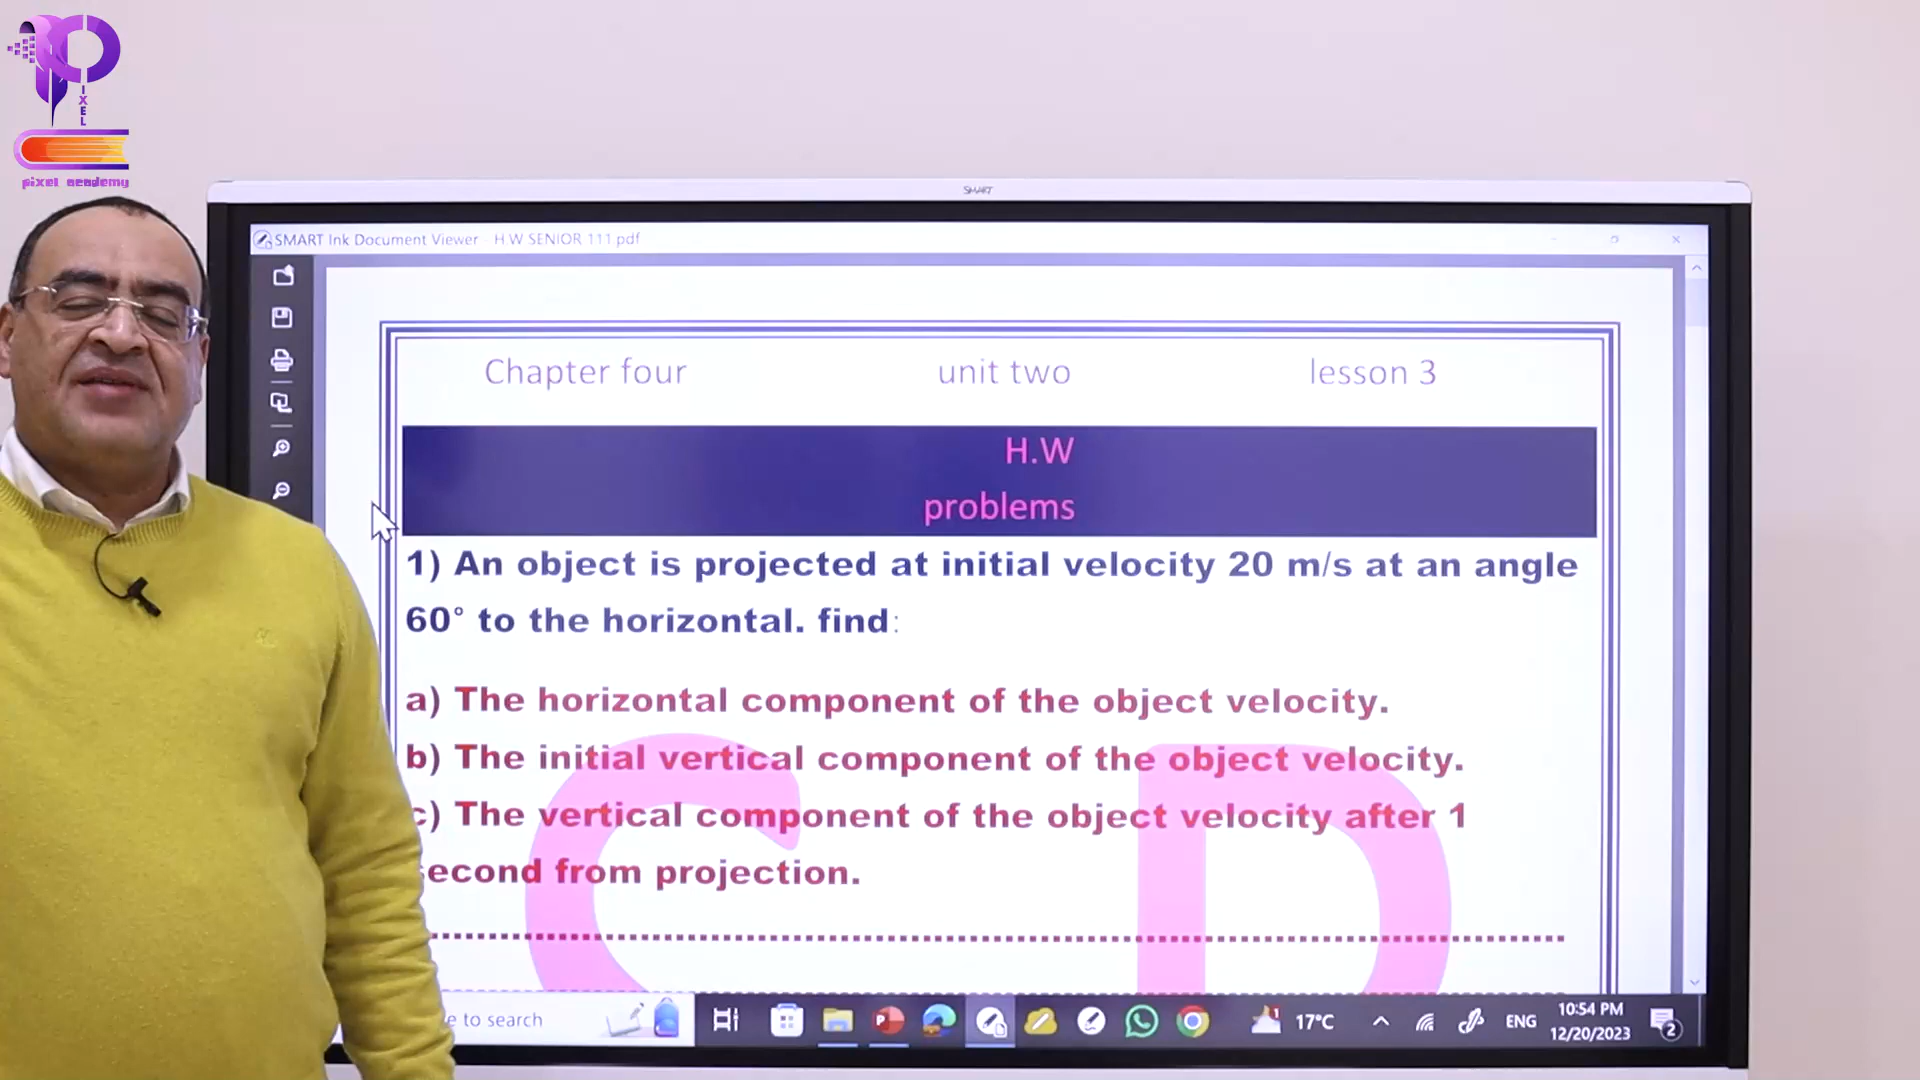 PIXEL
pixel academy
SMART
SMART Ink Document Viewer - H W SENIOR 111.pdf
Chapter four unit two lesson 3
H.W
problems
1) An object is projected at initial velocity 20 m/s at an angle
60° to the horizontal. find:
a) The horizontal component of the object velocity.
b) The initial vertical component of the object velocity.
c) The vertical component of the object velocity after 1
second from projection.
C D
e to search
17°C
ENG
10:54 PM
12/20/2023
2